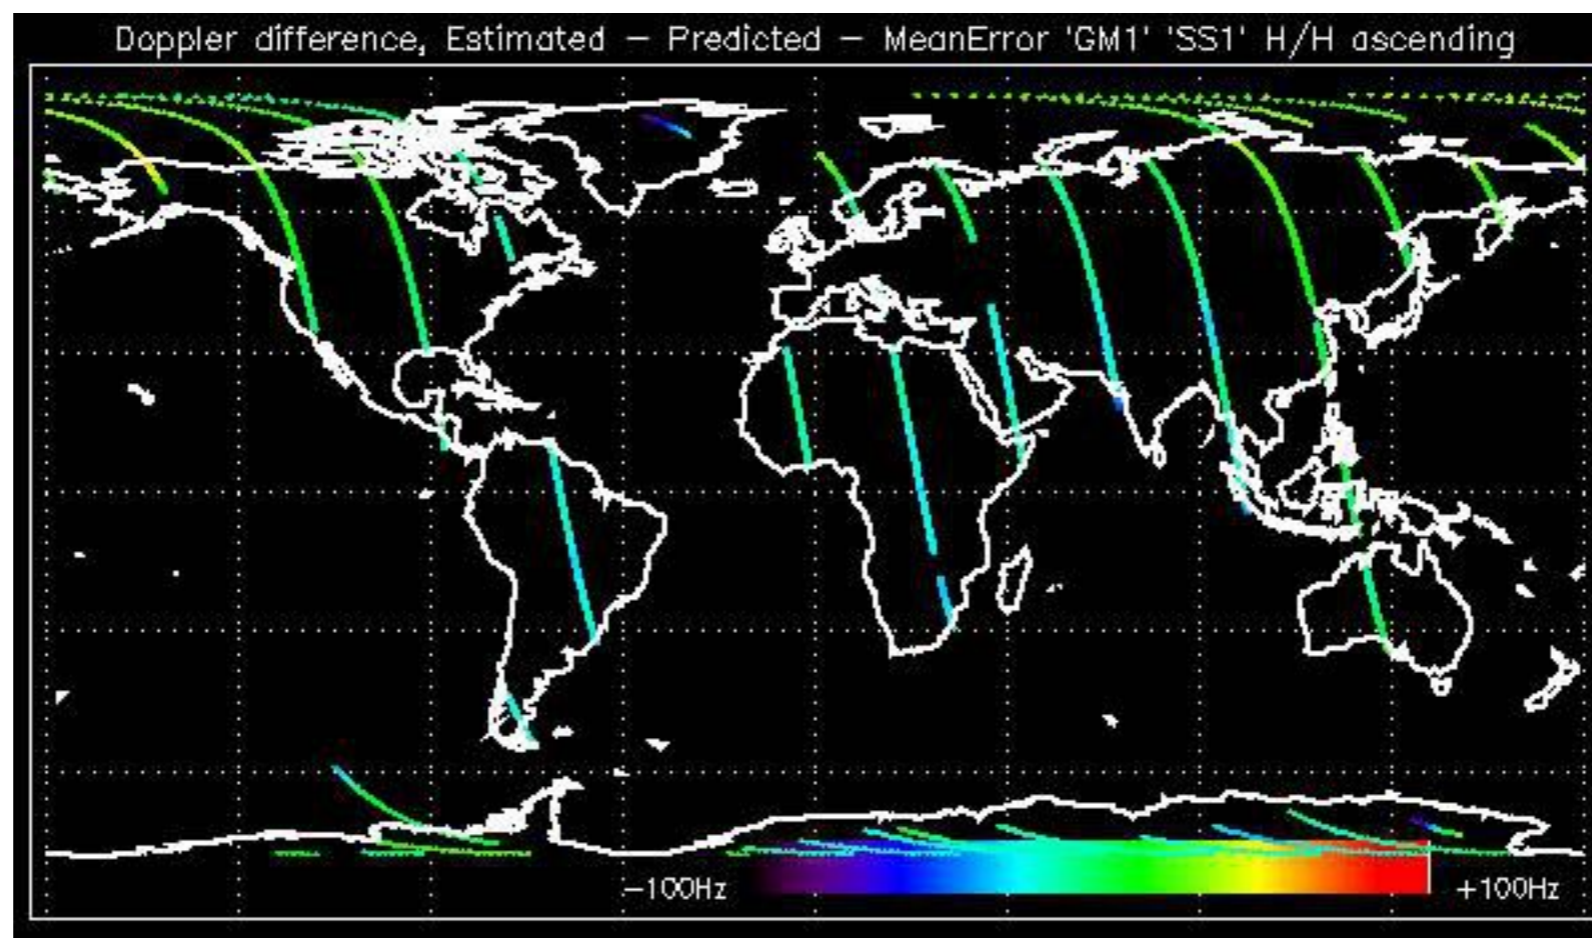 Doppler difference, Estimated – Predicted – MeanError 'GM1' 'SS1' H/H ascending
–100Hz +100Hz